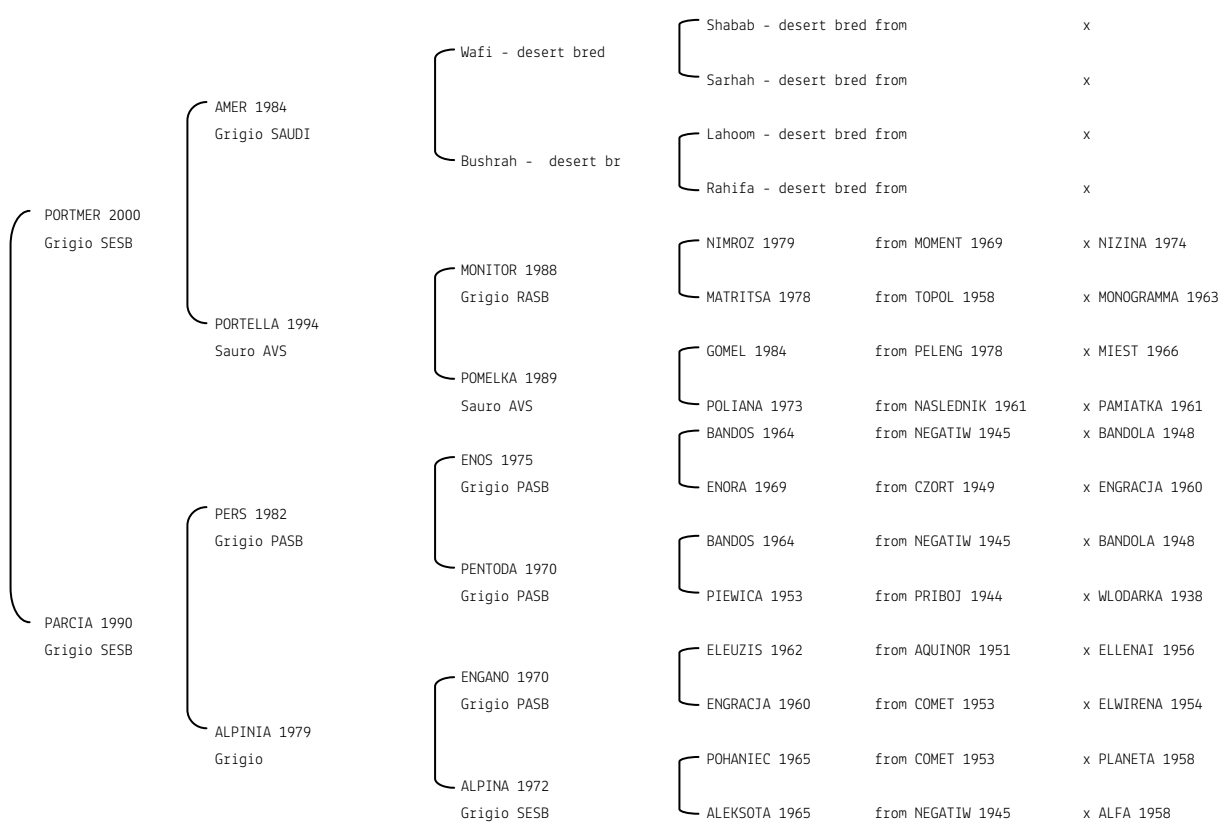 Shabab - desert bred from x
Wafi - desert bred
Sarhah - desert bred from x
AMER 1984
Grigio SAUDI
Lahoom - desert bred from x
Bushrah - desert br
Rahifa - desert bred from x
PORTMER 2000
Grigio SESB
NIMROZ 1979 from MOMENT 1969 x NIZINA 1974
MONITOR 1988
Grigio RASB
MATRITSA 1978 from TOPOL 1958 x MONOGRAMMA 1963
PORTELLA 1994
Sauro AVS
GOMEL 1984 from PELENG 1978 x MIEST 1966
POMELKA 1989
Sauro AVS
POLIANA 1973 from NASLEDNIK 1961 x PAMIATKA 1961
BANDOS 1964 from NEGATIW 1945 x BANDOLA 1948
ENOS 1975
Grigio PASB
ENORA 1969 from CZORT 1949 x ENGRACJA 1960
PERS 1982
Grigio PASB
BANDOS 1964 from NEGATIW 1945 x BANDOLA 1948
PENTODA 1970
Grigio PASB
PIEWICA 1953 from PRIBOJ 1944 x WLODARKA 1938
PARCIA 1990
Grigio SESB
ELEUZIS 1962 from AQUINOR 1951 x ELLENAI 1956
ENGANO 1970
Grigio PASB
ENGRACJA 1960 from COMET 1953 x ELWIRENA 1954
ALPINIA 1979
Grigio
POHANIEC 1965 from COMET 1953 x PLANETA 1958
ALPINA 1972
Grigio SESB
ALEKSOTA 1965 from NEGATIW 1945 x ALFA 1958